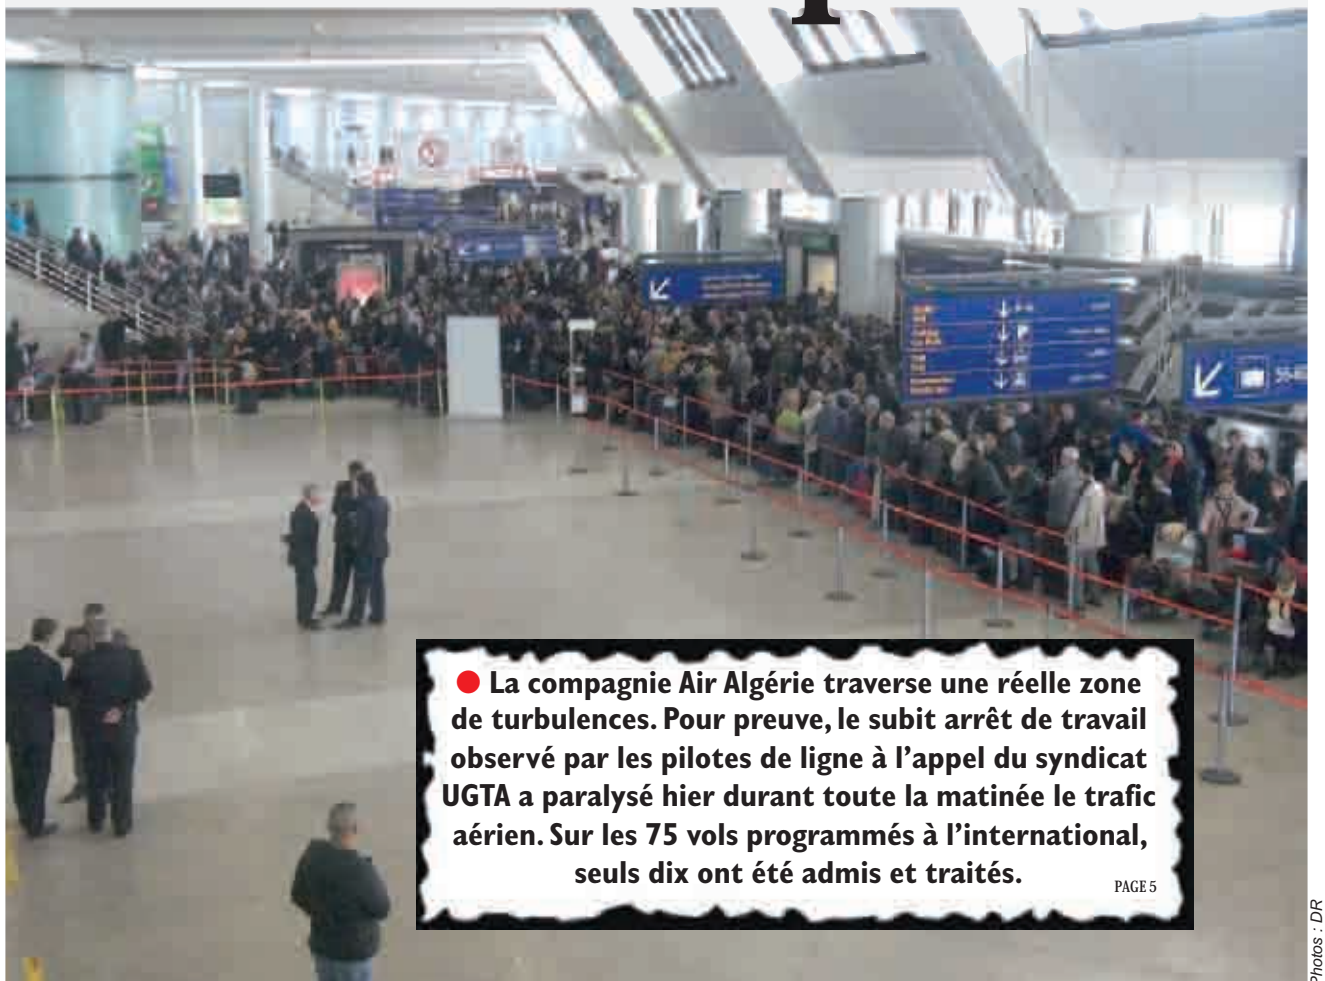 ● La compagnie Air Algérie traverse une réelle zone
de turbulences. Pour preuve, le subit arrêt de travail
observé par les pilotes de ligne à l’appel du syndicat
UGTA a paralysé hier durant toute la matinée le trafic
aérien. Sur les 75 vols programmés à l’international,
seuls dix ont été admis et traités.
PAGE 5
Photos : DR